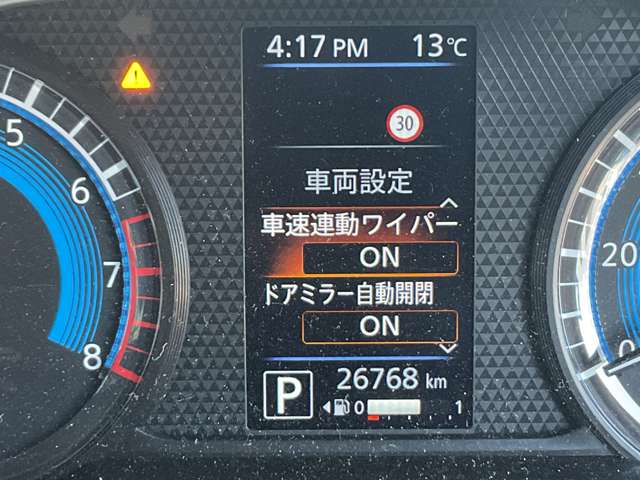 4:17 PM 13℃
30
車両設定
車速連動ワイパー
ON
ドアミラー自動開閉
ON
P 26768 km
0 1
5
6
7
8
20
0